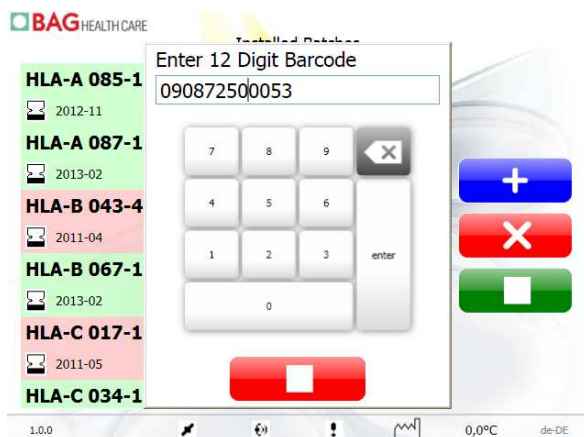 BAG HEALTH CARE
Installed Batches
Enter 12 Digit Barcode
090872500053
HLA-A 085-1
2012-11
HLA-A 087-1
2013-02
HLA-B 043-4
2011-04
HLA-B 067-1
2013-02
HLA-C 017-1
2011-05
HLA-C 034-1
7 8 9
4 5 6
1 2 3 enter
0
1.0.0 0,0°C de-DE